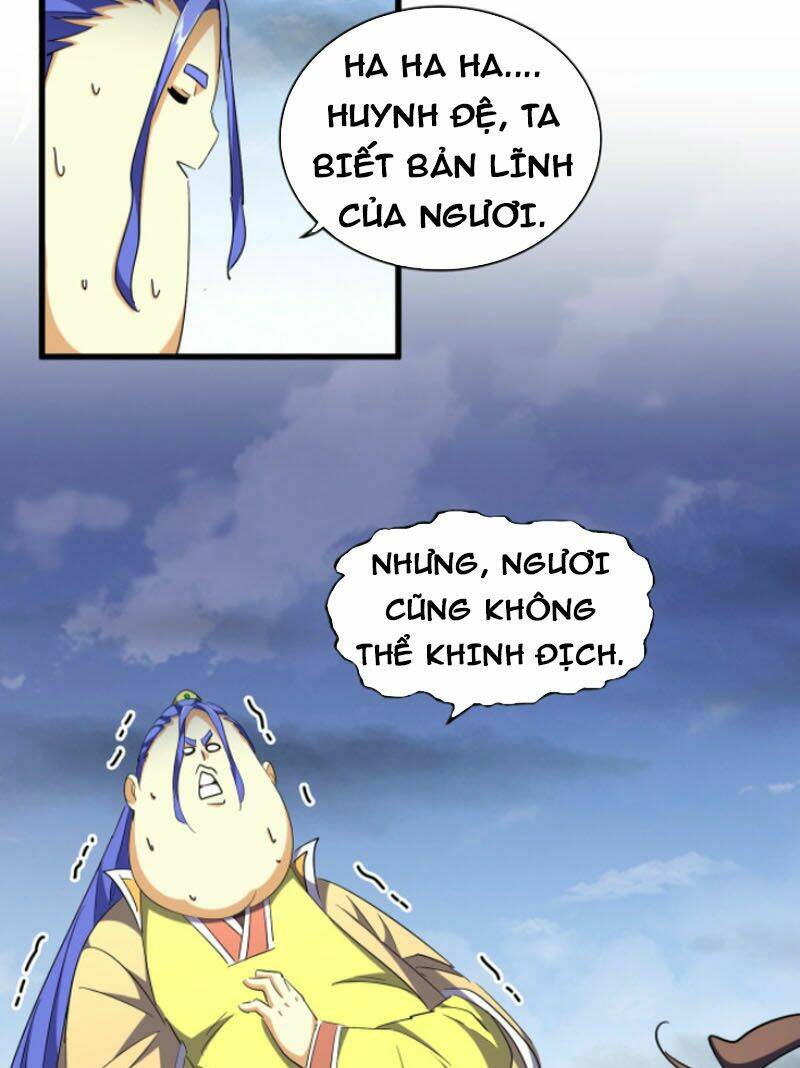 HA HA HA....
HUYNH ĐỆ, TA
BIẾT BẢN LĨNH
CỦA NGƯƠI.
NHƯNG, NGƯƠI
CŨNG KHÔNG
THỂ KHINH ĐỊCH.